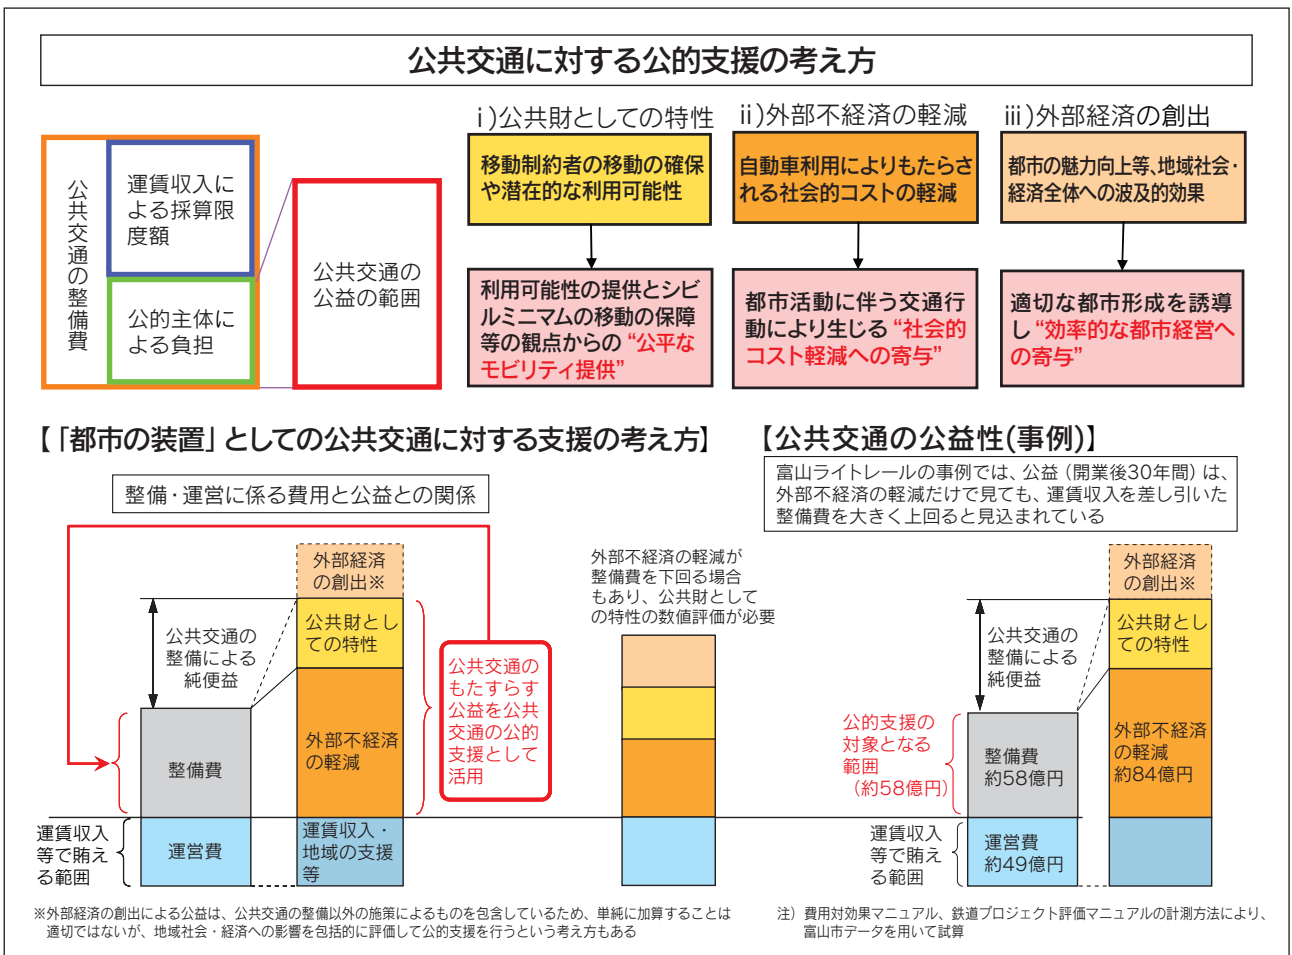 公共交通に対する公的支援の考え方
公共交通の整備費
運賃収入に
よる採算限
度額
公的主体に
よる負担
公共交通の
公益の範囲
ⅰ)公共財としての特性
移動制約者の移動の確保
や潜在的な利用可能性
利用可能性の提供とシビ
ルミニマムの移動の保障
等の観点からの“公平な
モビリティ提供”
ⅱ)外部不経済の軽減
自動車利用によりもたらさ
れる社会的コストの軽減
都市活動に伴う交通行
動により生じる“社会的
コスト軽減への寄与”
ⅲ)外部経済の創出
都市の魅力向上等、地域社会・
経済全体への波及的効果
適切な都市形成を誘導
し“効率的な都市経営へ
の寄与”
【「都市の装置」としての公共交通に対する支援の考え方】
整備・運営に係る費用と公益との関係
外部経済
の創出※
公共財とし
ての特性
公共交通の
整備による
純便益
外部不経済
の軽減
整備費
運賃収入
等で賄え
る範囲
運営費
運賃収入・
地域の支援
等
公共交通の
もたすらす
公益を公共
交通の公的
支援として
活用
外部不経済の軽減が
整備費を下回る場合
もあり、公共財として
の特性の数値評価が必要
※外部経済の創出による公益は、公共交通の整備以外の施策によるものを包含しているため、単純に加算することは
適切ではないが、地域社会・経済への影響を包括的に評価して公的支援を行うという考え方もある
【公共交通の公益性(事例)】
富山ライトレールの事例では、公益（開業後30年間）は、
外部不経済の軽減だけで見ても、運賃収入を差し引いた
整備費を大きく上回ると見込まれている
外部経済
の創出※
公共財とし
ての特性
公共交通の
整備による
純便益
公的支援の
対象となる
範囲
（約58億円）
整備費
約58億円
外部不経済
の軽減
約84億円
運賃収入
等で賄え
る範囲
運営費
約49億円
注）費用対効果マニュアル、鉄道プロジェクト評価マニュアルの計測方法により、
富山市データを用いて試算